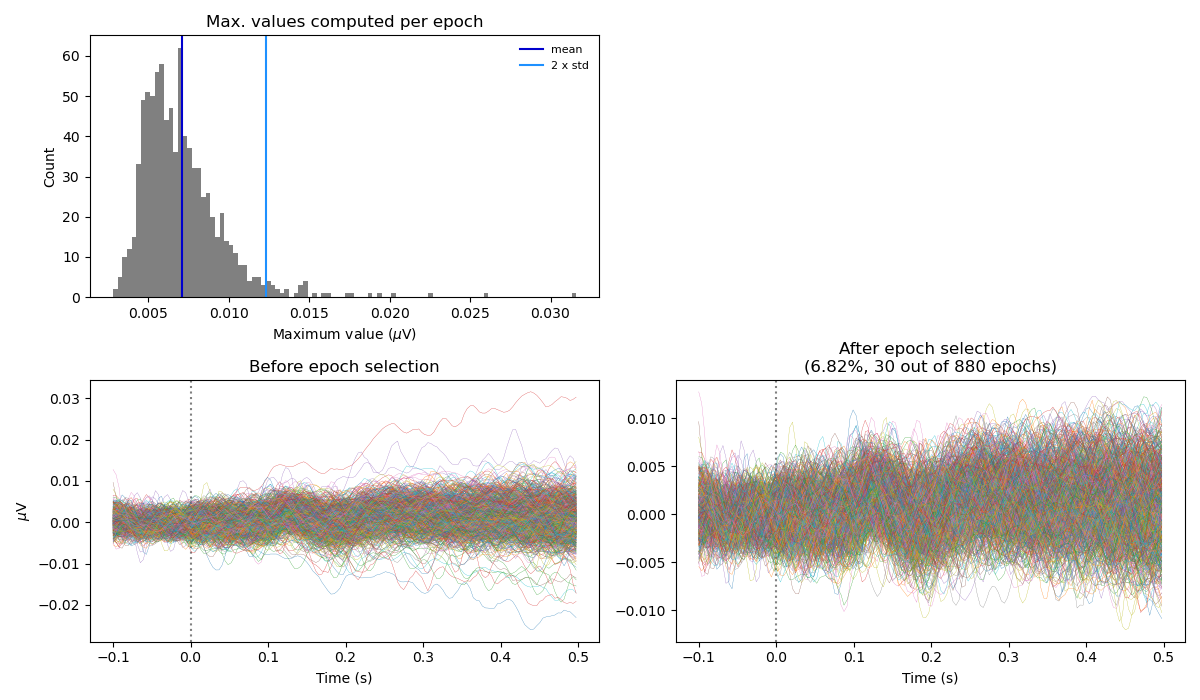 Max. values computed per epoch
mean
2 x std
60
50
40
30
20
10
0
Count
0.005 0.010 0.015 0.020 0.025 0.030
Maximum value (μV)
Before epoch selection
0.03
0.02
0.01
0.00
−0.01
−0.02
μV
−0.1 0.0 0.1 0.2 0.3 0.4 0.5
Time (s)
After epoch selection
(6.82%, 30 out of 880 epochs)
0.010
0.005
0.000
−0.005
−0.010
−0.1 0.0 0.1 0.2 0.3 0.4 0.5
Time (s)